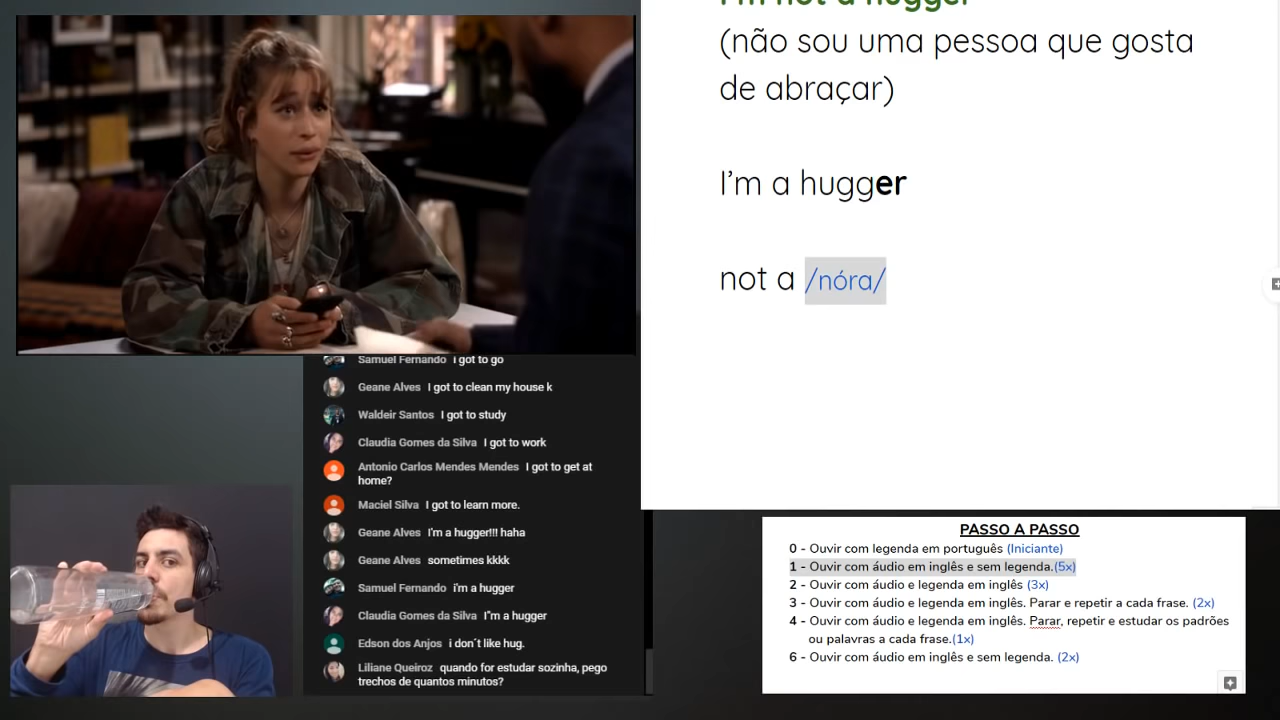 I'm not a hugger
(não sou uma pessoa que gosta
de abraçar)
I'm a hugger
not a /nóra/
Samuel Fernando i got to go
Geane Alves I got to clean my house k
Waldeir Santos I got to study
Claudia Gomes da Silva I got to work
Antonio Carlos Mendes Mendes I got to get at
home?
Maciel Silva I got to learn more.
Geane Alves I'm a hugger!!! haha
Geane Alves sometimes kkkk
Samuel Fernando i'm a hugger
Claudia Gomes da Silva I"m a hugger
Edson dos Anjos i don´t like hug.
Liliane Queiroz quando for estudar sozinha, pego
trechos de quantos minutos?
PASSO A PASSO
0 - Ouvir com legenda em português (Iniciante)
1 - Ouvir com áudio em inglês e sem legenda.(5x)
2 - Ouvir com áudio e legenda em inglês (3x)
3 - Ouvir com áudio e legenda em inglês. Parar e repetir a cada frase. (2x)
4 - Ouvir com áudio e legenda em inglês. Parar, repetir e estudar os padrões
ou palavras a cada frase.(1x)
6 - Ouvir com áudio em inglês e sem legenda. (2x)